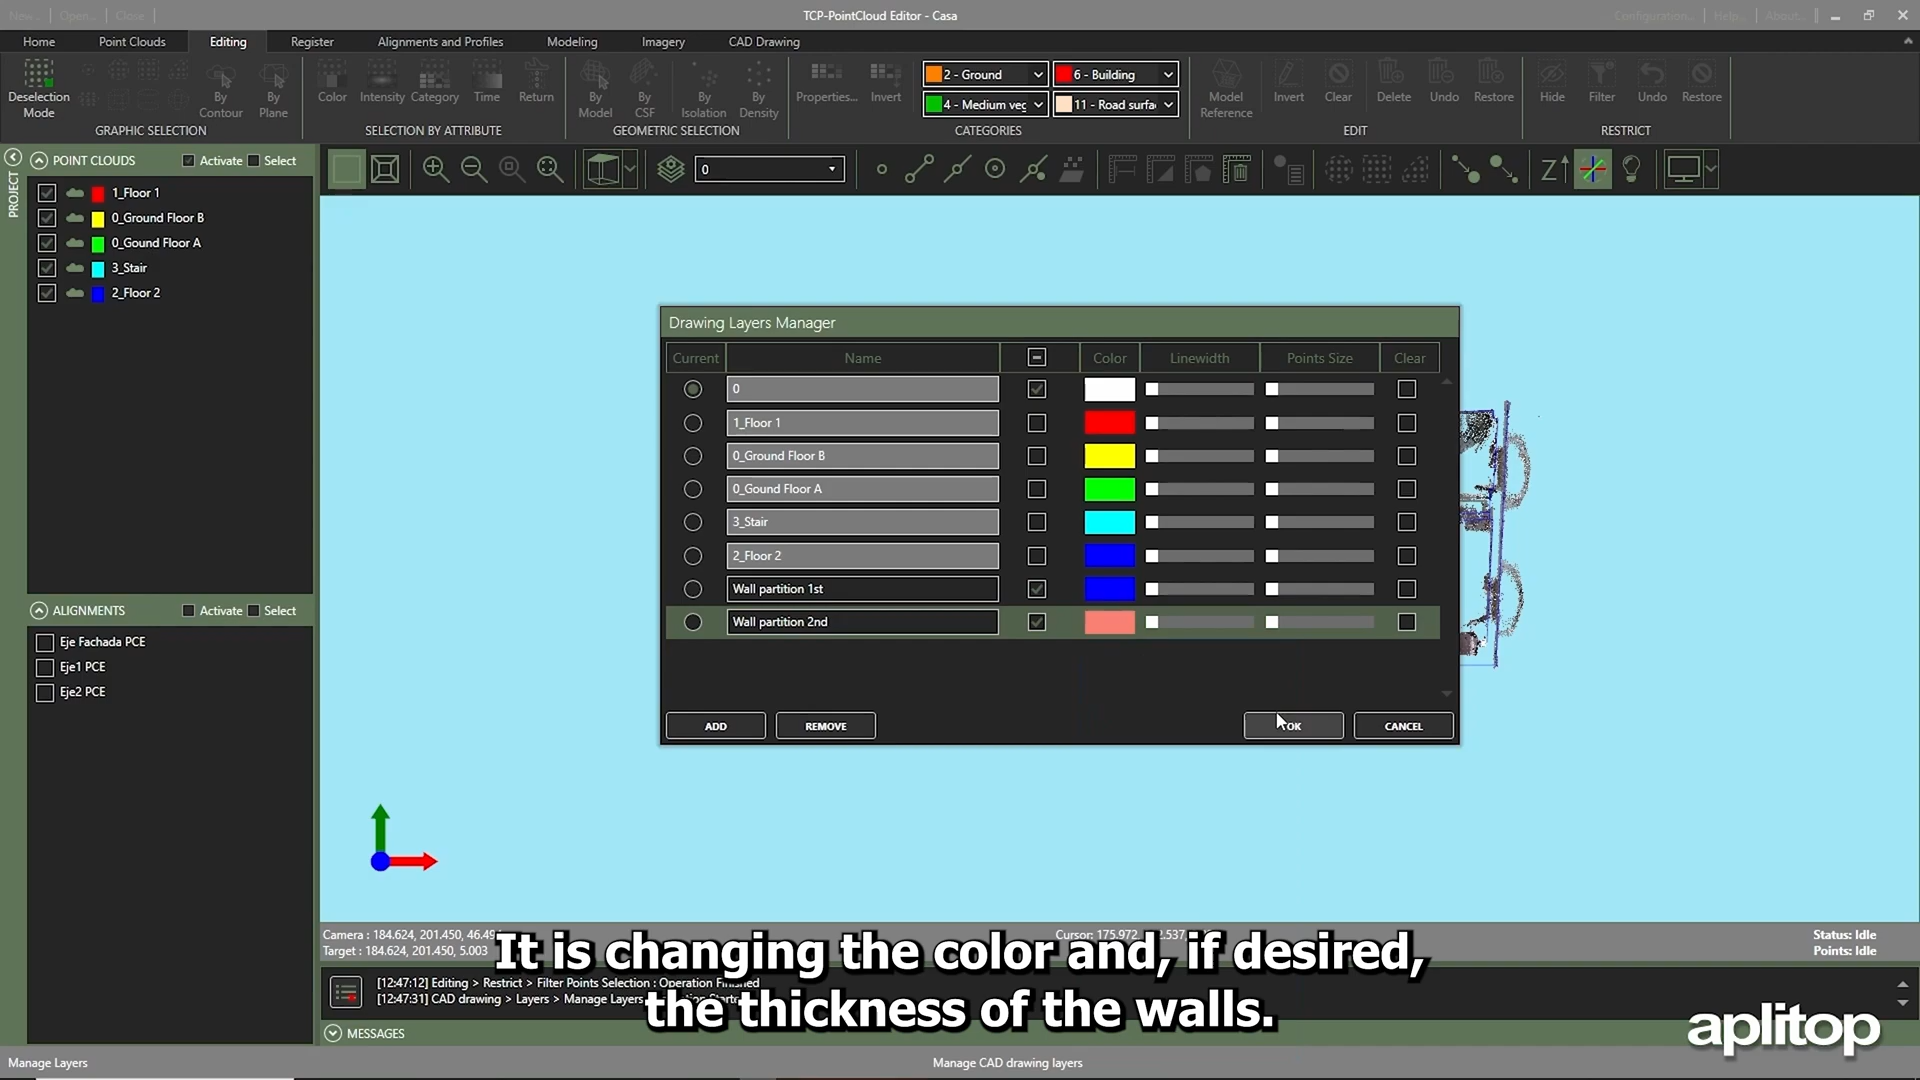 New... Open... Close
TCP-PointCloud Editor - Casa
Configuration... Help... About...
Home Point Clouds Editing Register Alignments and Profiles Modeling Imagery CAD Drawing
Deselection Mode
By Contour
By Plane
GRAPHIC SELECTION
Color Intensity Category Time Return
SELECTION BY ATTRIBUTE
By Model
By CSF
By Isolation
By Density
GEOMETRIC SELECTION
Properties... Invert
2 - Ground 6 - Building
4 - Medium veg 11 - Road surfa
CATEGORIES
Model Reference
Invert Clear Delete Undo Restore
EDIT
Hide Filter Undo Restore
RESTRICT
PROJECT
POINT CLOUDS Activate Select
0
Z
1_Floor 1
0_Ground Floor B
0_Gound Floor A
3_Stair
2_Floor 2
ALIGNMENTS Activate Select
Eje Fachada PCE
Eje1 PCE
Eje2 PCE
Drawing Layers Manager
Current Name Color Linewidth Points Size Clear
0
1_Floor 1
0_Ground Floor B
0_Gound Floor A
3_Stair
2_Floor 2
Wall partition 1st
Wall partition 2nd
ADD REMOVE OK CANCEL
Camera : 184.624, 201.450, 46.49
Target : 184.624, 201.450, 5.003
Cursor: 175.972,
Status: Idle
Points: Idle
It is changing the color and, if desired,
the thickness of the walls.
[12:47:12] Editing > Restrict > Filter Points Selection : Operation Finished
[12:47:31] CAD drawing > Layers > Manage Layers
MESSAGES
aplitop
Manage Layers
Manage CAD drawing layers